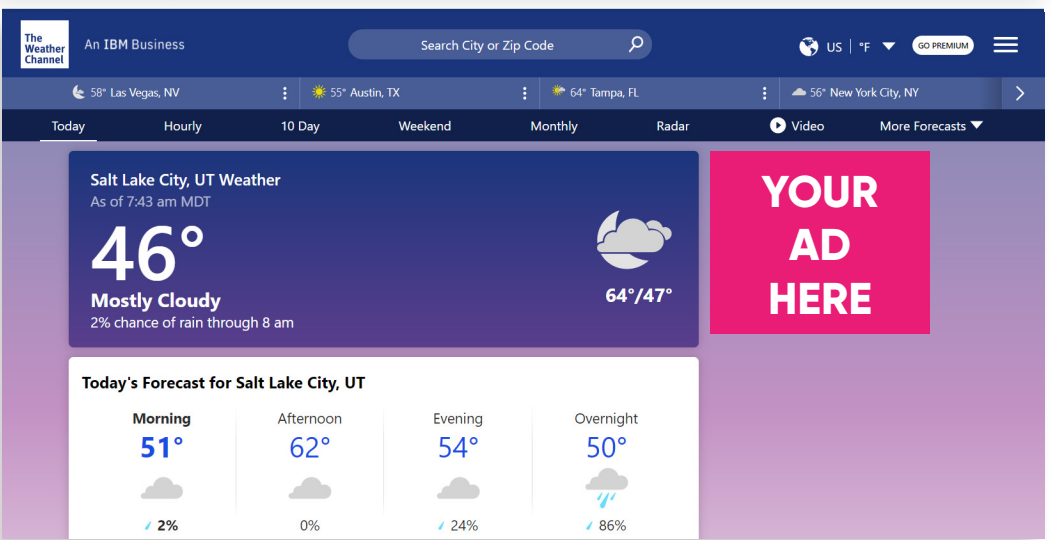 The
Weather
Channel
An IBM Business
Search City or Zip Code
US | °F
GO PREMIUM
58° Las Vegas, NV
55° Austin, TX
64° Tampa, FL
56° New York City, NY
Today Hourly 10 Day Weekend Monthly Radar Video More Forecasts
Salt Lake City, UT Weather
As of 7:43 am MDT
46°
Mostly Cloudy
2% chance of rain through 8 am
64°/47°
YOUR
AD
HERE
Today's Forecast for Salt Lake City, UT
Morning Afternoon Evening Overnight
51° 62° 54° 50°
2% 0% 24% 86%